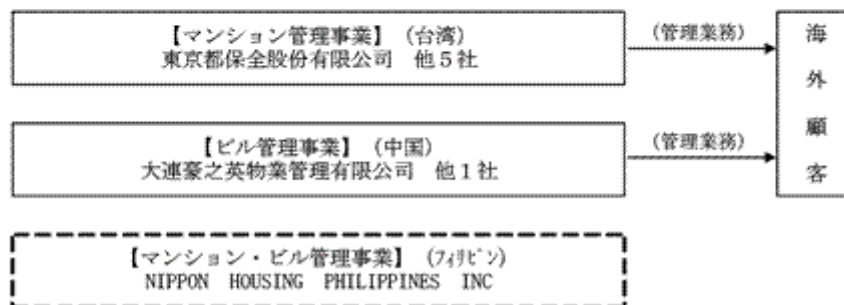 【マンション管理事業】（台湾）
東京都保全股份有限公司　他５社
(管理業務)
【ビル管理事業】（中国）
大連豪之英物業管理有限公司　他１社
(管理業務)
海外顧客
【マンション・ビル管理事業】（ﾌｨﾘﾋﾟﾝ）
NIPPON　HOUSING　PHILIPPINES　INC